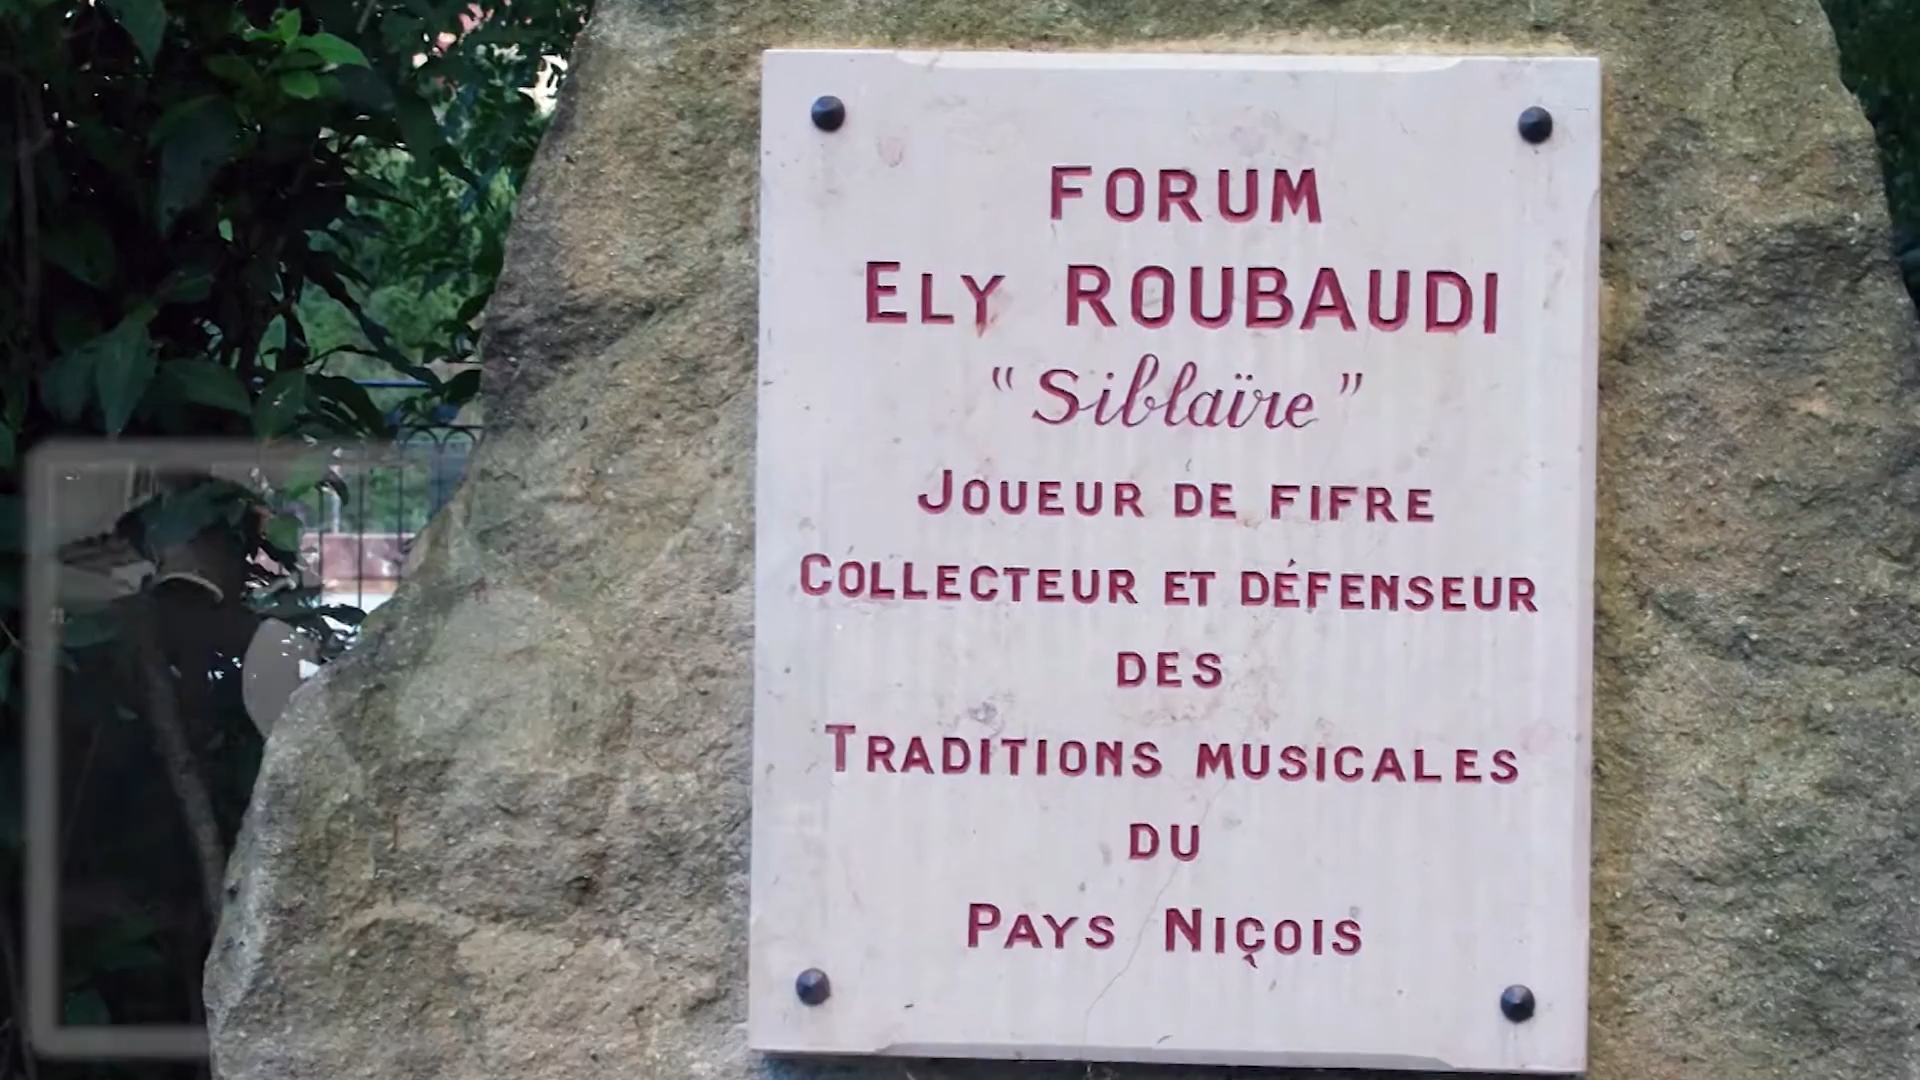 FORUM
ELY ROUBAUDI
“Siblaïre”
JOUEUR DE FIFRE
COLLECTEUR ET DÉFENSEUR
DES
TRADITIONS MUSICALES
DU
PAYS NIÇOIS